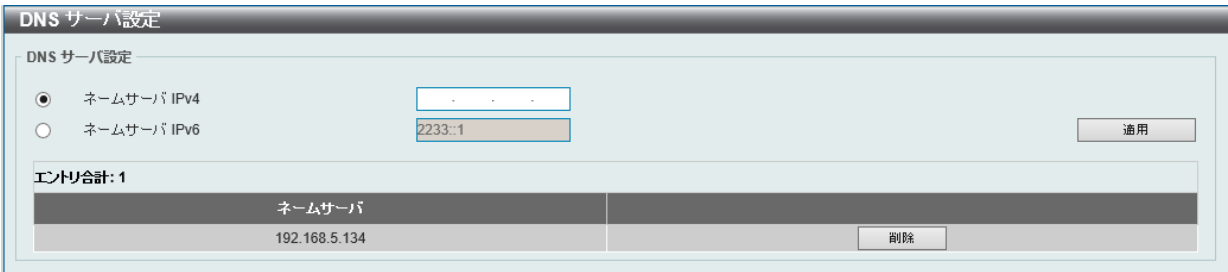 DNS サーバ設定
DNS サーバ設定
ネームサーバ IPv4
. . .
ネームサーバ IPv6 2233::1 適用
エントリ合計: 1
ネームサーバ
192.168.5.134 削除